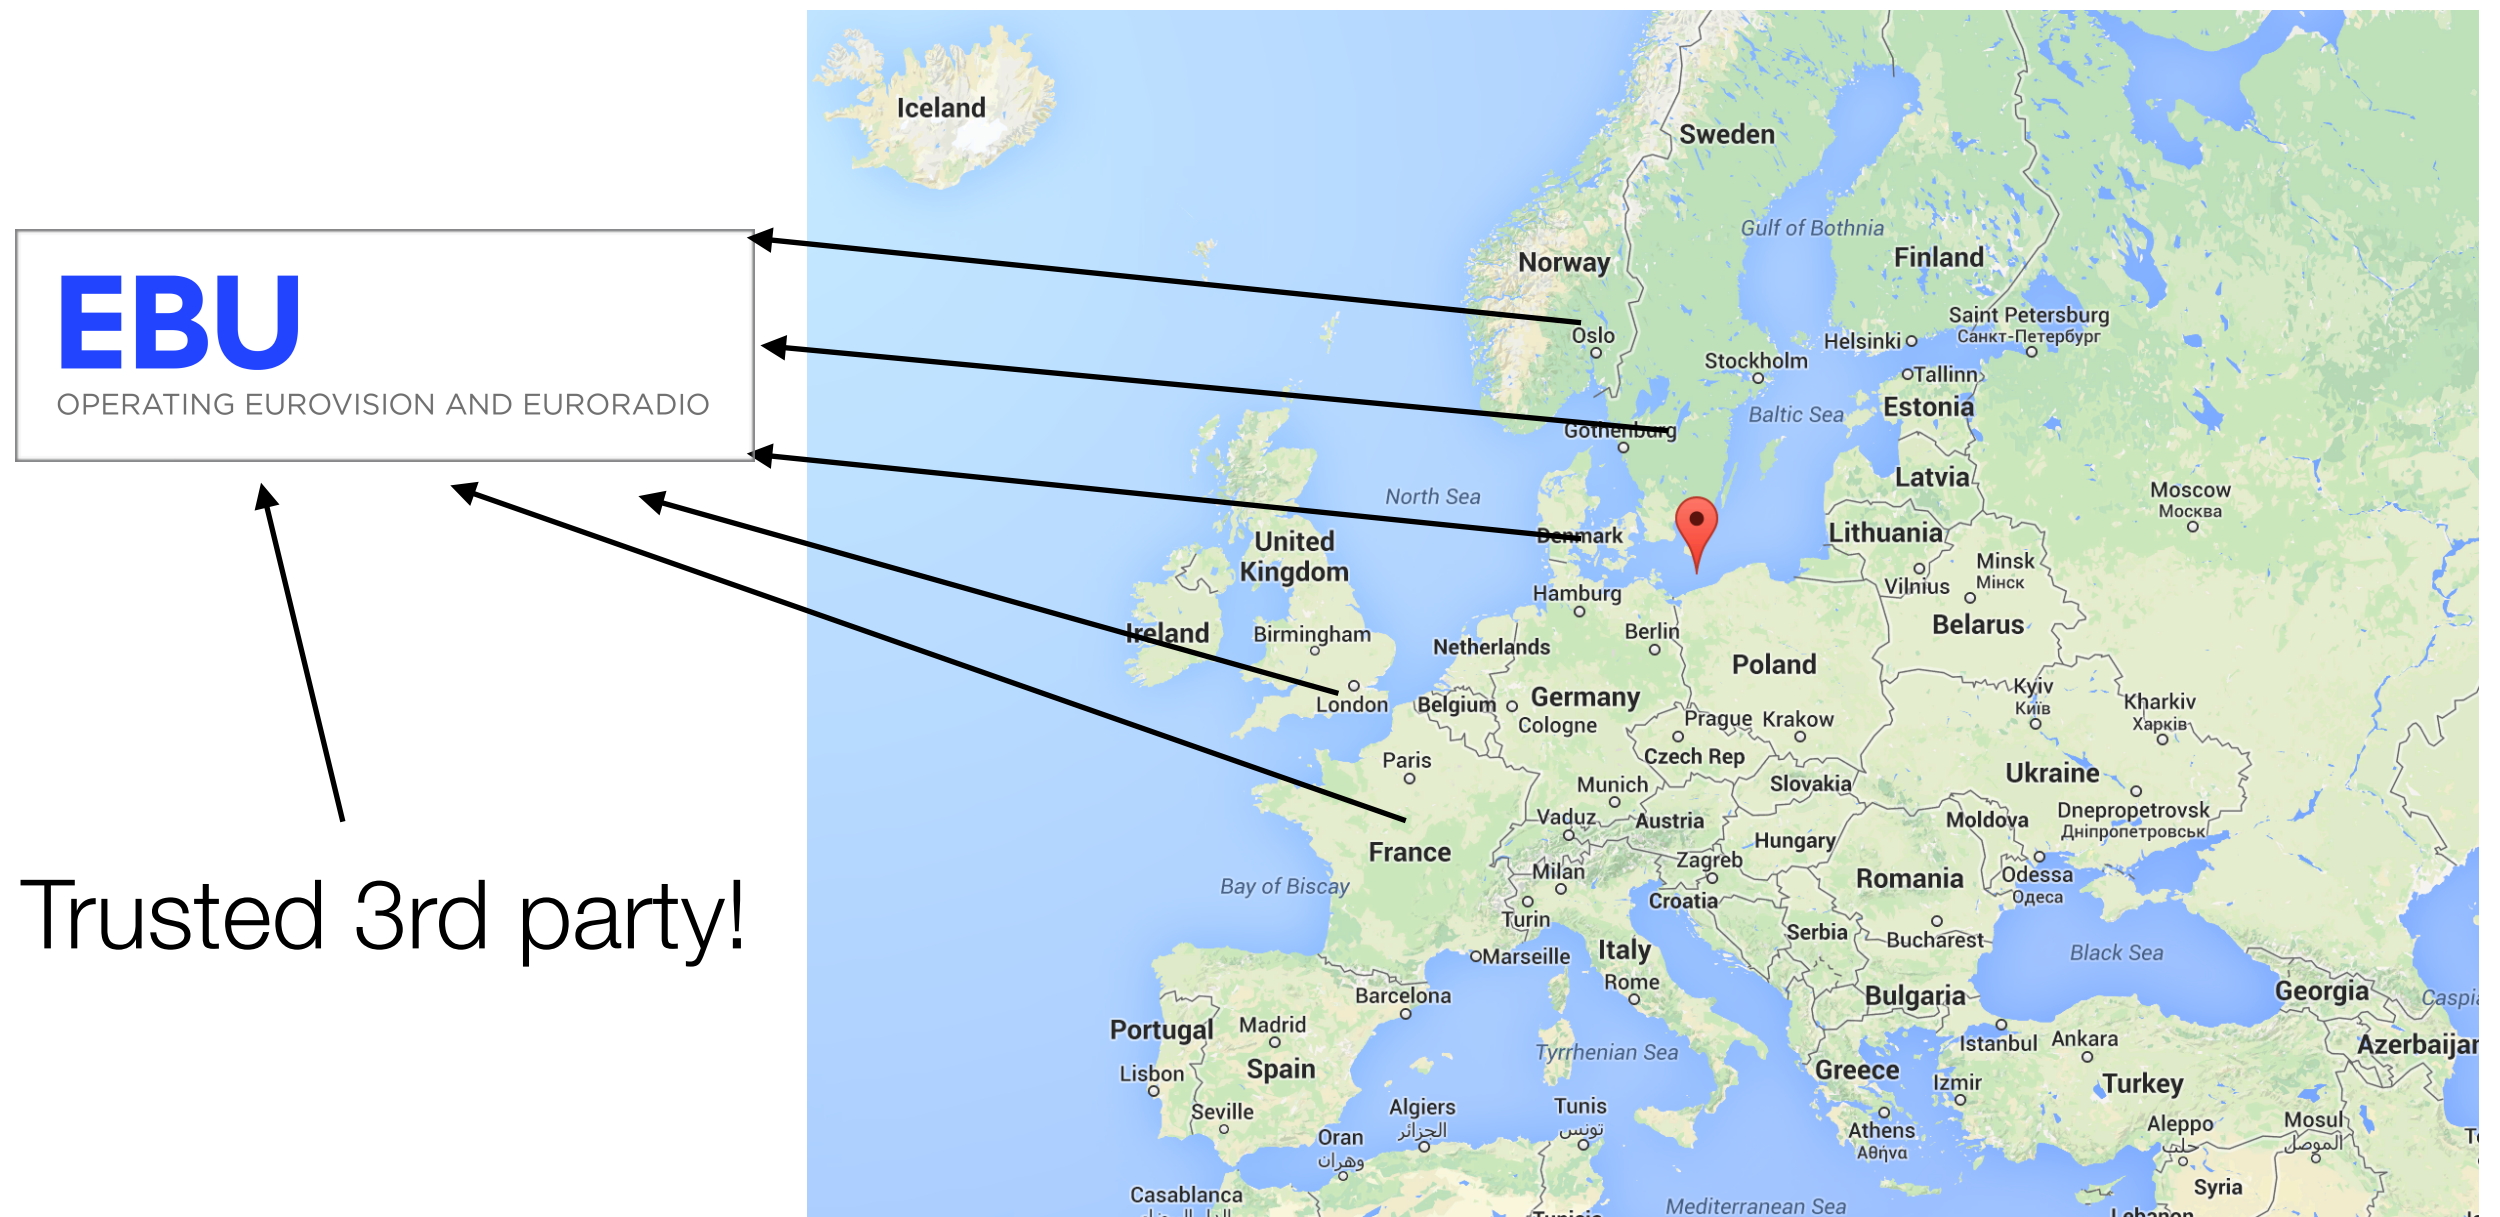 EBU
OPERATING EUROVISION AND EURORADIO
Trusted 3rd party!
Iceland
Sweden
Gulf of Bothnia
Norway
Finland
Saint Petersburg
Санкт-Петербург
Oslo
Helsinki
Stockholm
Tallinn
Estonia
Baltic Sea
Gothenburg
Latvia
Moscow
Москва
North Sea
Denmark
Lithuania
United
Kingdom
Minsk
Мінск
Vilnius
Hamburg
Belarus
Ireland
Birmingham
Netherlands
Berlin
Poland
London
Belgium
Germany
Cologne
Kyiv
Київ
Kharkiv
Харків
Prague
Krakow
Czech Rep
Paris
Munich
Slovakia
Ukraine
Dnepropetrovsk
Дніпропетровськ
Vaduz
Austria
Moldova
Hungary
France
Zagreb
Milan
Romania
Odessa
Одеса
Bay of Biscay
Croatia
Turin
Serbia
Bucharest
Italy
Marseille
Black Sea
Rome
Barcelona
Bulgaria
Georgia
Caspia
Portugal
Madrid
Istanbul
Ankara
Azerbaijan
Tyrrhenian Sea
Spain
Greece
Lisbon
Izmir
Turkey
Seville
Algiers
الجزائر
Tunis
تونس
Athens
Αθήνα
Aleppo
حلب
Mosul
الموصل
Oran
وهران
Casablanca
Syria
Mediterranean Sea
Lebanon
Tunisia